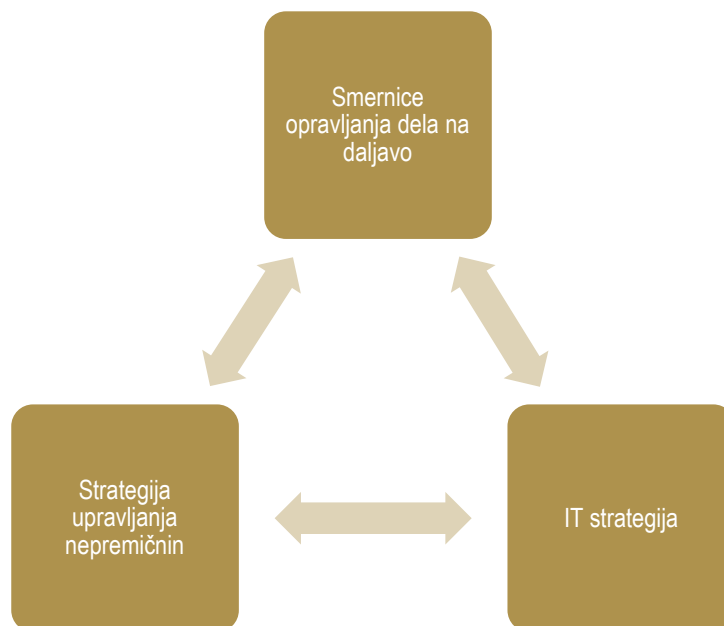 Smernice
opravljanja dela na
daljavo
Strategija
upravljanja
nepremičnin
IT strategija